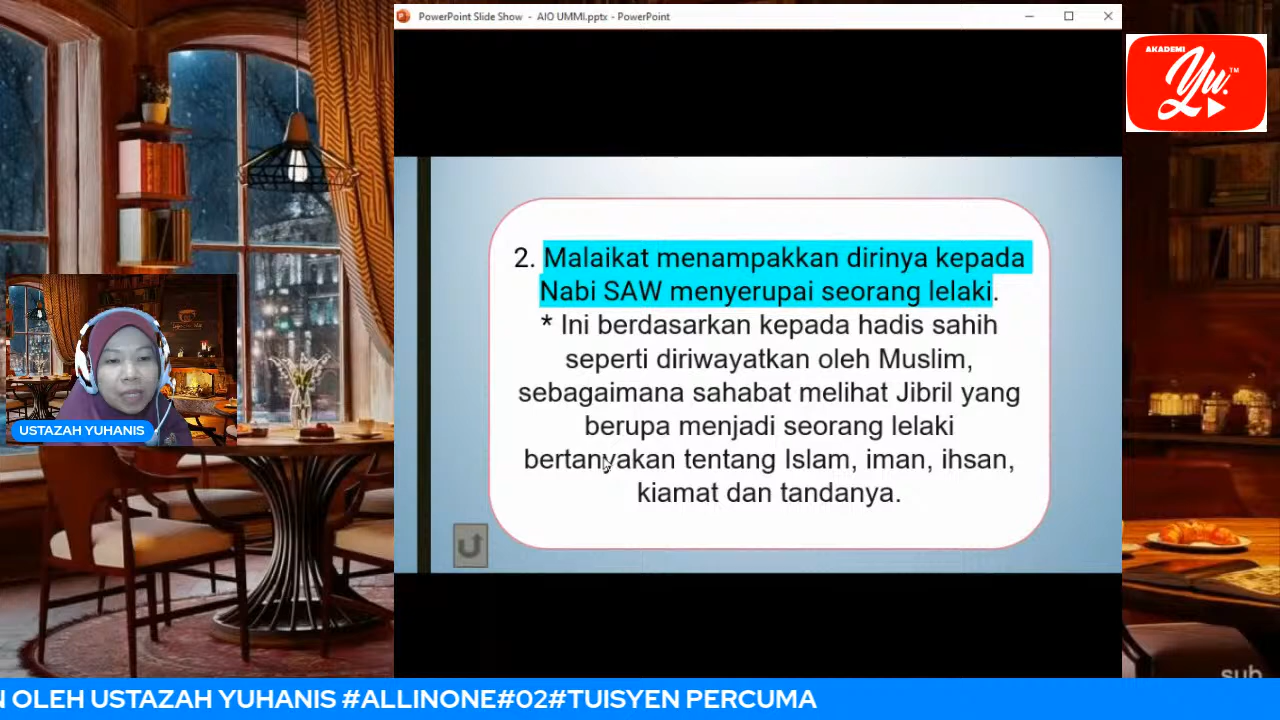 PowerPoint Slide Show - AIO UMMI.pptx - PowerPoint
AKADEMI
Yu.
TM
2. Malaikat menampakkan dirinya kepada
Nabi SAW menyerupai seorang lelaki.
* Ini berdasarkan kepada hadis sahih
seperti diriwayatkan oleh Muslim,
sebagaimana sahabat melihat Jibril yang
berupa menjadi seorang lelaki
bertanyakan tentang Islam, iman, ihsan,
kiamat dan tandanya.
USTAZAH YUHANIS
sub
N OLEH USTAZAH YUHANIS #ALLINONE#02#TUISYEN PERCUMA